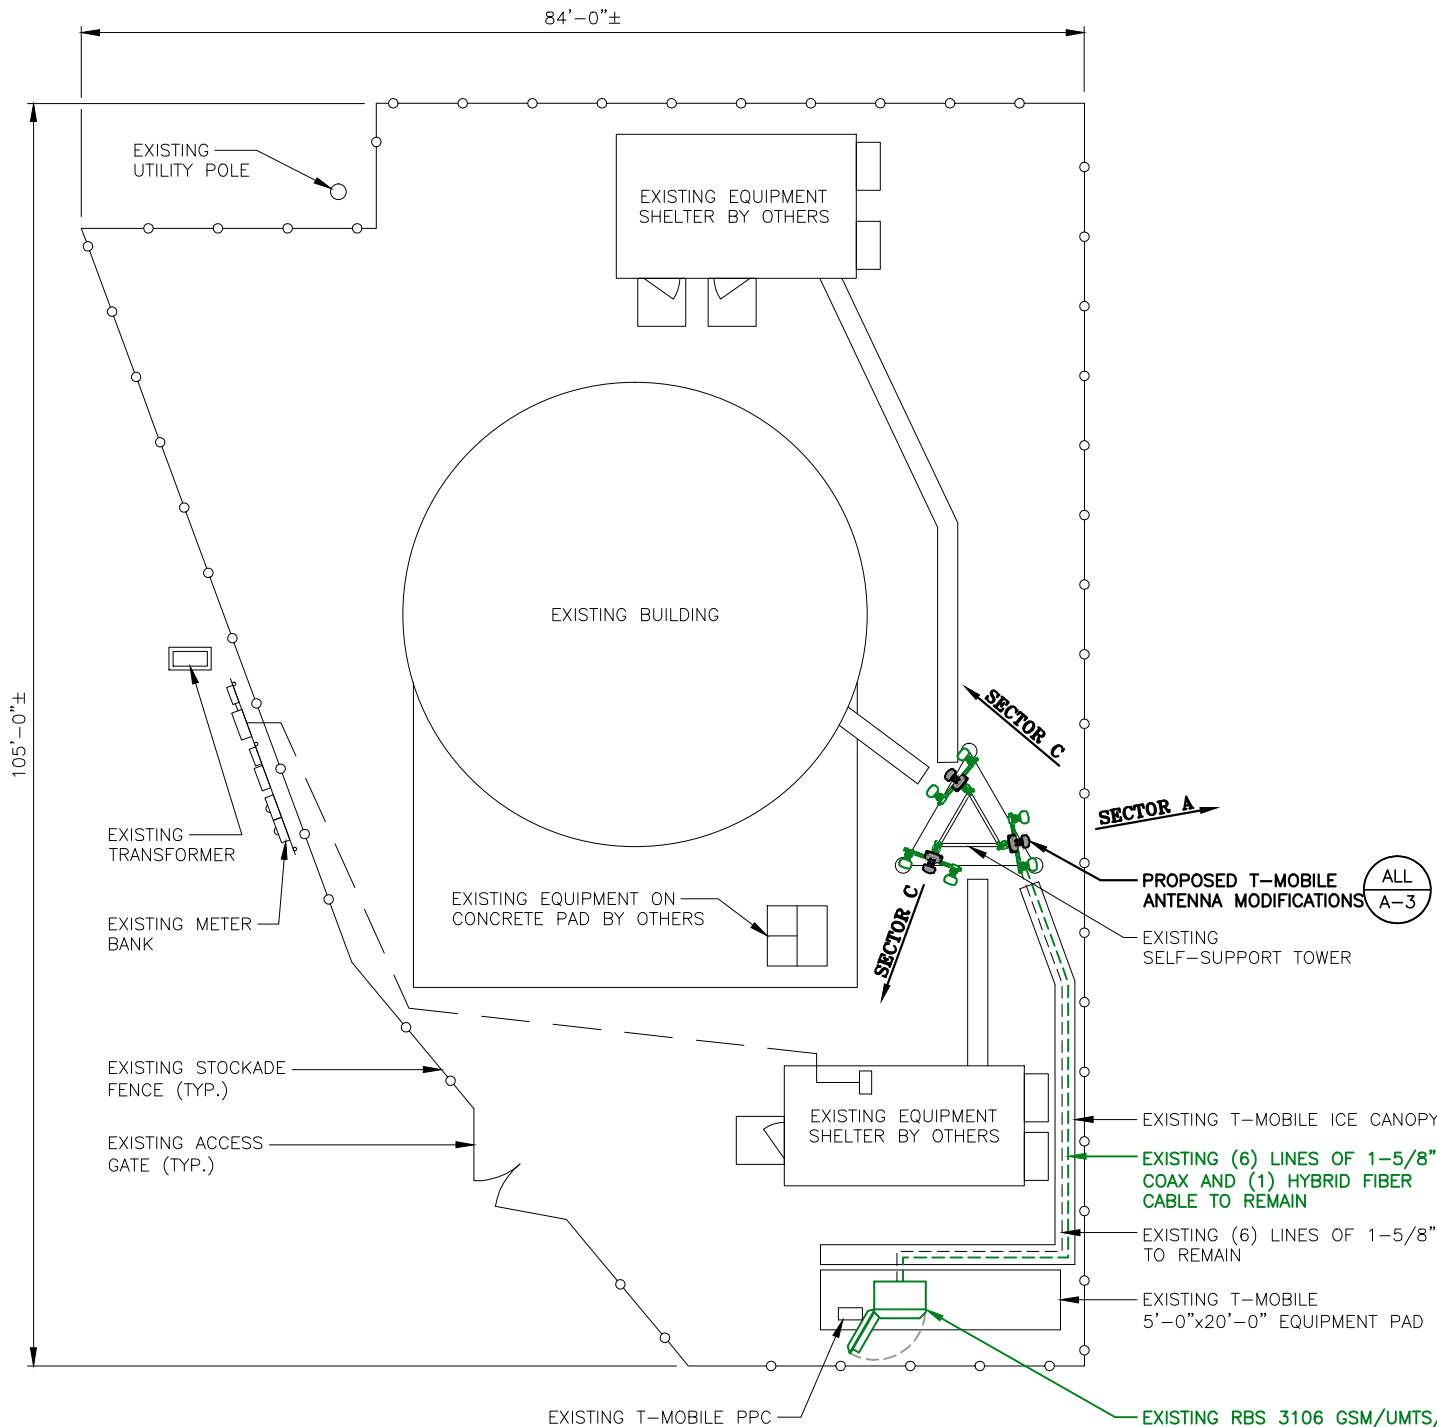 84'-0"±
EXISTING
UTILITY POLE
EXISTING EQUIPMENT
SHELTER BY OTHERS
EXISTING BUILDING
105'-0"±
SECTOR C
SECTOR A
EXISTING
TRANSFORMER
PROPOSED T-MOBILE
ANTENNA MODIFICATIONS
ALL
A-3
EXISTING EQUIPMENT ON
CONCRETE PAD BY OTHERS
EXISTING METER
BANK
SECTOR C
EXISTING
SELF-SUPPORT TOWER
EXISTING STOCKADE
FENCE (TYP.)
EXISTING EQUIPMENT
SHELTER BY OTHERS
EXISTING T-MOBILE ICE CANOPY
EXISTING ACCESS
GATE (TYP.)
EXISTING (6) LINES OF 1-5/8"
COAX AND (1) HYBRID FIBER
CABLE TO REMAIN
EXISTING (6) LINES OF 1-5/8"
TO REMAIN
EXISTING T-MOBILE
5'-0"x20'-0" EQUIPMENT PAD
EXISTING T-MOBILE PPC
EXISTING RBS 3106 GSM/UMTS/